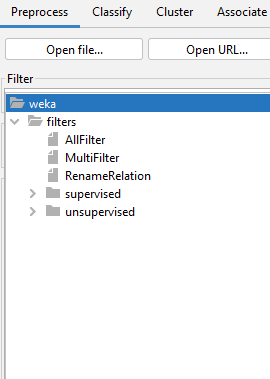 Preprocess Classify Cluster Associate
Open file... Open URL...
Filter
weka
filters
AllFilter
MultiFilter
RenameRelation
supervised
unsupervised